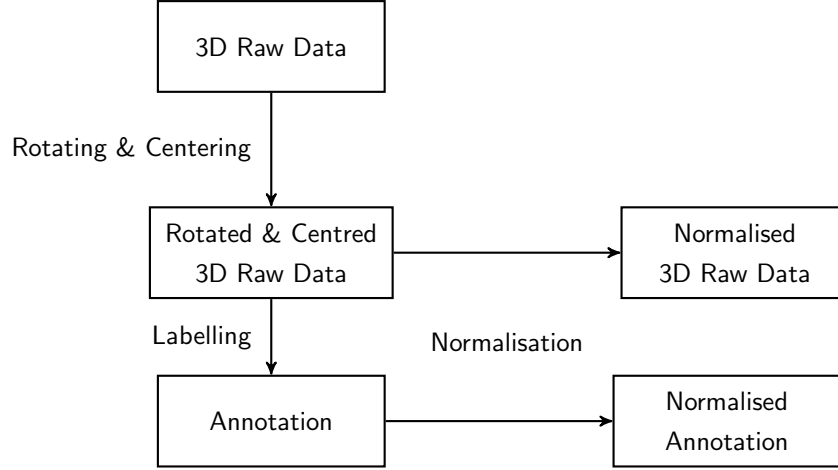 3D Raw Data
Rotating & Centering
Rotated & Centred
3D Raw Data
Normalised
3D Raw Data
Labelling
Normalisation
Annotation
Normalised
Annotation